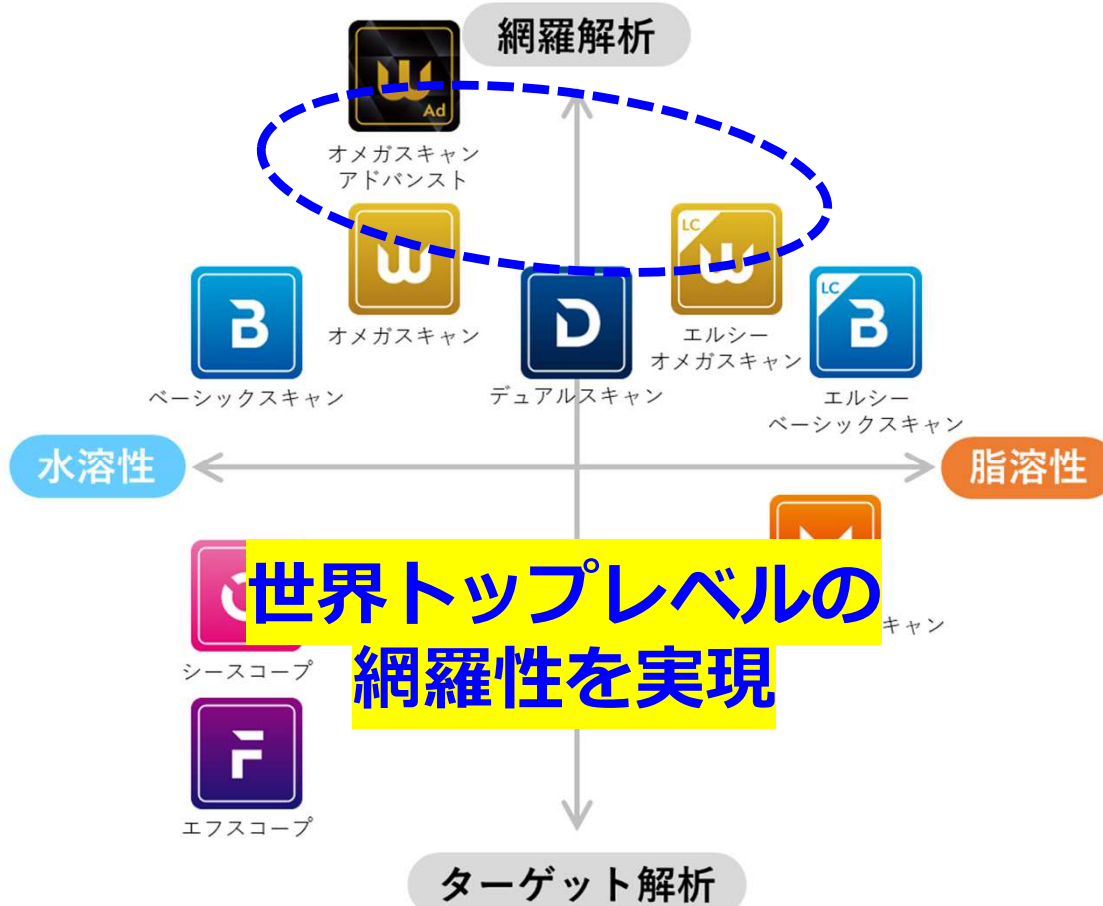 網羅解析
W
Ad
オメガスキャン
アドバンスト
W
オメガスキャン
LC
W
エルシー
オメガスキャン
B
ベーシックスキャン
D
デュアルスキャン
LC
B
エルシー
ベーシックスキャン
水溶性
脂溶性
世界トップレベルの
網羅性を実現
キャン
シースコープ
F
エフスコープ
ターゲット解析